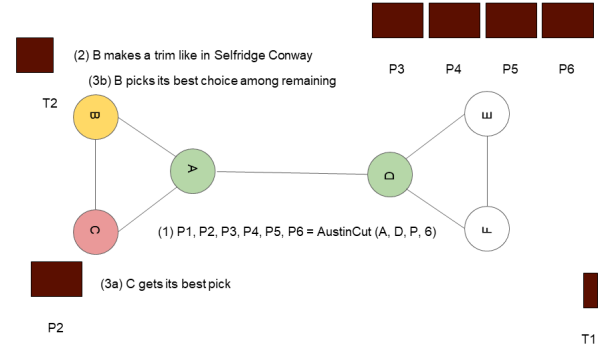 (2) B makes a trim like in Selfridge Conway
(3b) B picks its best choice among remaining
P3 P4 P5 P6
T2
B
E
A
D
C
F
(1) P1, P2, P3, P4, P5, P6 = AustinCut (A, D, P, 6)
(3a) C gets its best pick
P2
T1